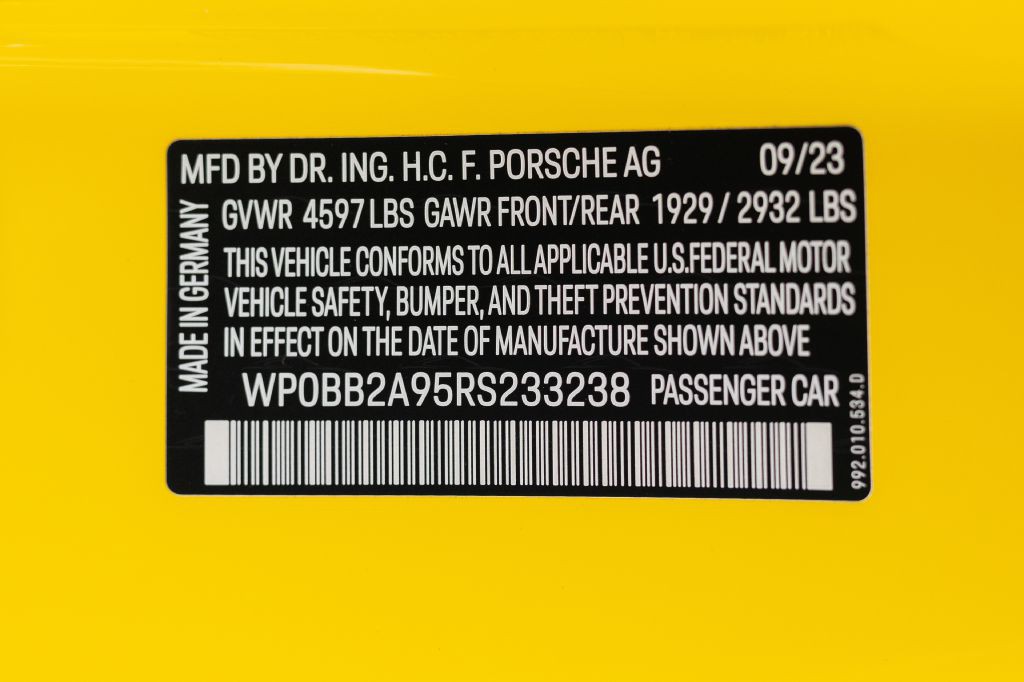 MFD BY DR. ING. H.C. F. PORSCHE AG 09/23
GVWR 4597 LBS GAWR FRONT/REAR 1929 / 2932 LBS
THIS VEHICLE CONFORMS TO ALL APPLICABLE U.S.FEDERAL MOTOR
VEHICLE SAFETY, BUMPER, AND THEFT PREVENTION STANDARDS
IN EFFECT ON THE DATE OF MANUFACTURE SHOWN ABOVE
WP0BB2A95RS233238 PASSENGER CAR
MADE IN GERMANY
992.010.534.0